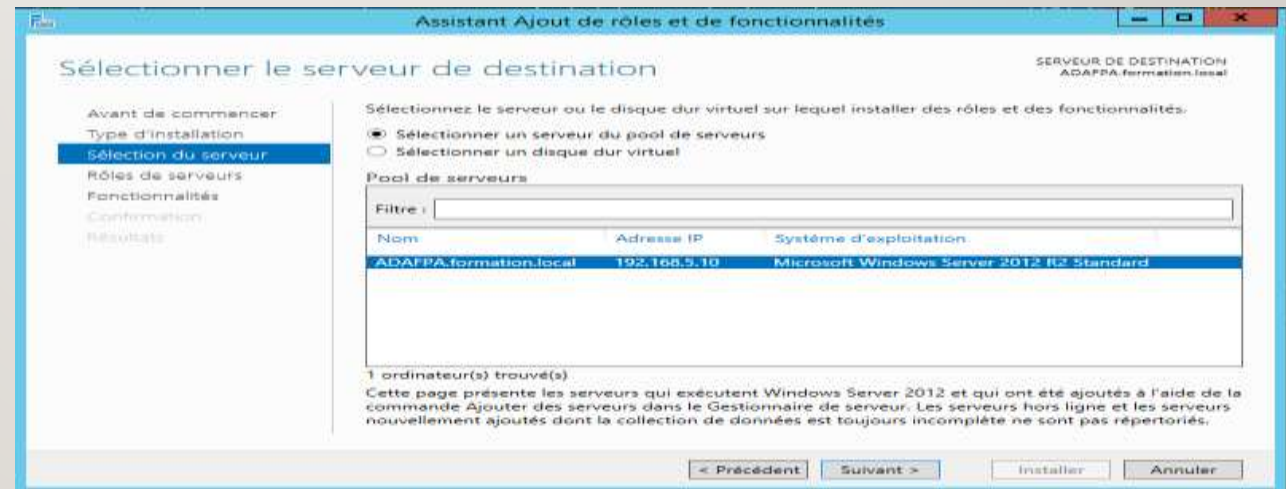 Assistant Ajout de rôles et de fonctionnalités
Sélectionner le serveur de destination
SERVEUR DE DESTINATION
ADAFPA.formation.local
Avant de commencer
Type d'installation
Sélection du serveur
Rôles de serveurs
Fonctionnalités
Confirmation
Résultats
Sélectionnez le serveur ou le disque dur virtuel sur lequel installer des rôles et des fonctionnalités.
Sélectionner un serveur du pool de serveurs
Sélectionner un disque dur virtuel
Pool de serveurs
Filtre :
Nom Adresse IP Système d'exploitation
ADAFPA.formation.local 192.168.5.10 Microsoft Windows Server 2012 R2 Standard
1 ordinateur(s) trouvé(s)
Cette page présente les serveurs qui exécutent Windows Server 2012 et qui ont été ajoutés à l'aide de la
commande Ajouter des serveurs dans le Gestionnaire de serveur. Les serveurs hors ligne et les serveurs
nouvellement ajoutés dont la collection de données est toujours incomplète ne sont pas répertoriés.
< Précédent Suivant > Installer Annuler